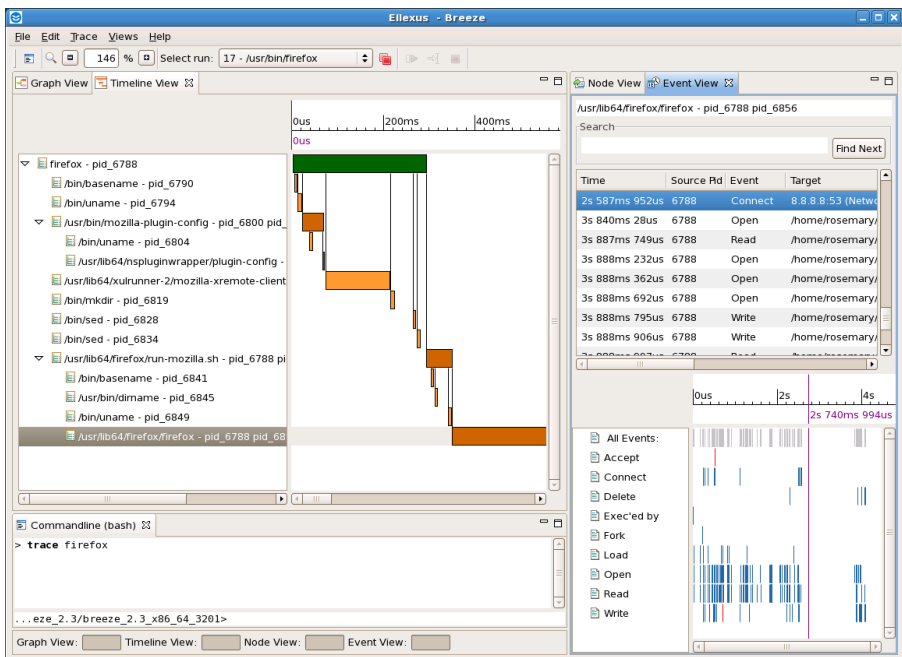 Ellexus - Breeze
File Edit Trace Views Help
146 % Select run: 17 - /usr/bin/firefox
Graph View Timeline View
0us 200ms 400ms
0us
firefox - pid_6788
/bin/basename - pid_6790
/bin/uname - pid_6794
/usr/bin/mozilla-plugin-config - pid_6800 pid_
/bin/uname - pid_6804
/usr/lib64/nspluginwrapper/plugin-config -
/usr/lib64/xulrunner-2/mozilla-xremote-client
/bin/mkdir - pid_6819
/bin/sed - pid_6828
/bin/sed - pid_6834
/usr/lib64/firefox/run-mozilla.sh - pid_6788 pi
/bin/basename - pid_6841
/usr/bin/dirname - pid_6845
/bin/uname - pid_6849
/usr/lib64/firefox/firefox - pid_6788 pid_68
Commandline (bash)
> trace firefox
...eze_2.3/breeze_2.3_x86_64_3201>
Graph View: Timeline View: Node View: Event View:
Node View Event View
/usr/lib64/firefox/firefox - pid_6788 pid_6856
Search
Find Next
Time Source Pid Event Target
2s 587ms 952us 6788 Connect 8.8.8.8:53 (Netwo
3s 840ms 28us 6788 Open /home/rosemary/
3s 887ms 749us 6788 Read /home/rosemary/
3s 888ms 232us 6788 Open /home/rosemary/
3s 888ms 362us 6788 Open /home/rosemary/
3s 888ms 692us 6788 Open /home/rosemary/
3s 888ms 795us 6788 Write /home/rosemary/
3s 888ms 906us 6788 Write /home/rosemary/
0us 2s 4s
2s 740ms 994us
All Events:
Accept
Connect
Delete
Exec'ed by
Fork
Load
Open
Read
Write